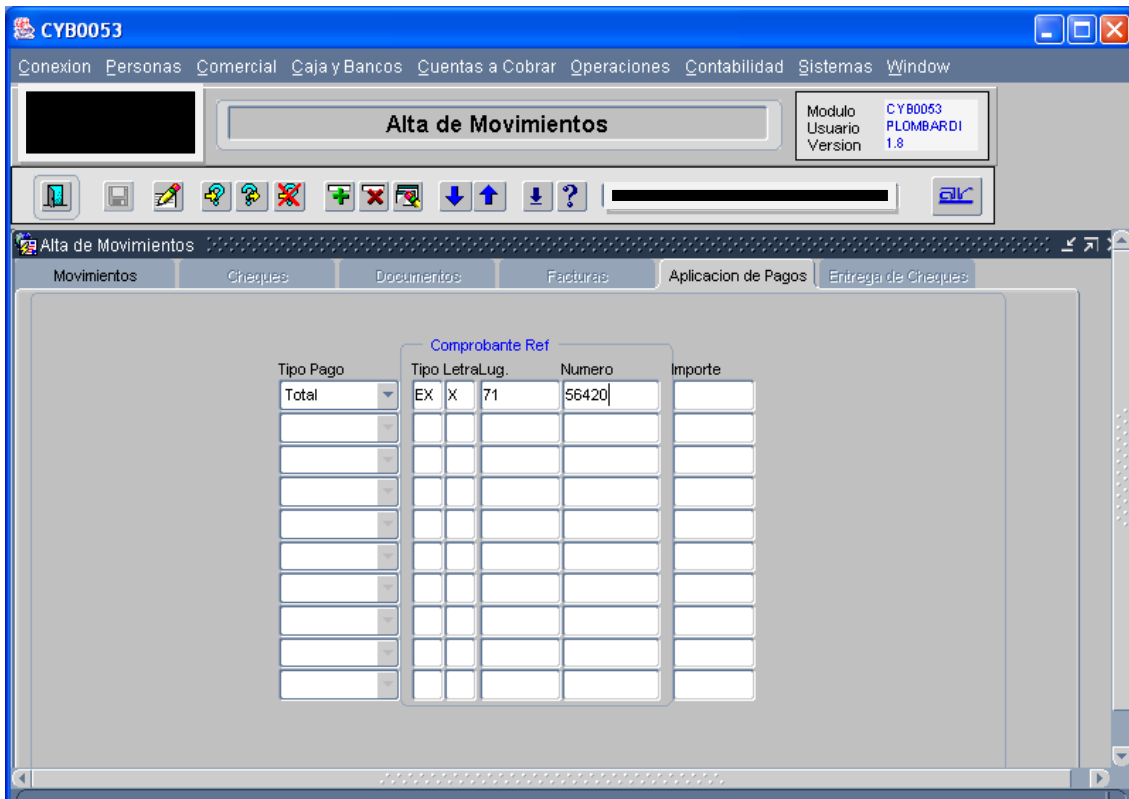 CYB0053
Conexion Personas Comercial Caja y Bancos Cuentas a Cobrar Operaciones Contabilidad Sistemas Window
Alta de Movimientos
Modulo CYB0053
Usuario PLOMBARDI
Version 1.8
?
ar
Alta de Movimientos
Movimientos Cheques Documentos Facturas Aplicacion de Pagos Entrega de Cheques
Comprobante Ref
Tipo Pago Tipo Letra Lug. Numero Importe
Total EX X 71 56420